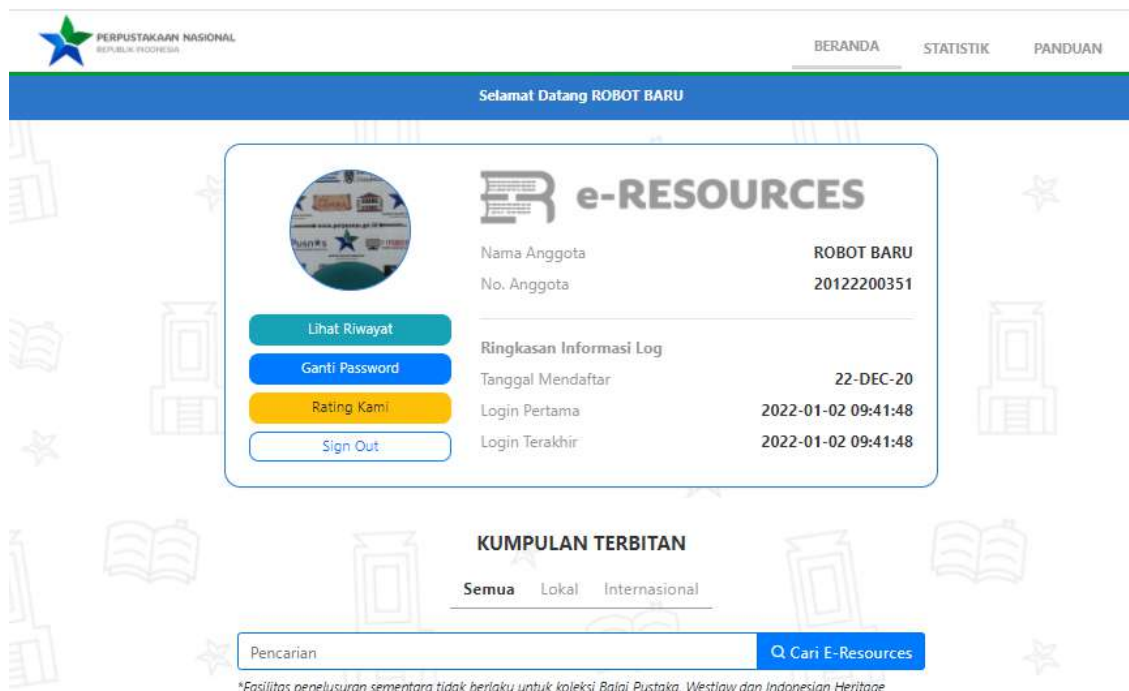 PERPUSTAKAAN NASIONAL
REPUBLIK INDONESIA
BERANDA STATISTIK PANDUAN
Selamat Datang ROBOT BARU
e-RESOURCES
Nama Anggota ROBOT BARU
No. Anggota 20122200351
Lihat Riwayat
Ganti Password
Rating Kami
Sign Out
Ringkasan Informasi Log
Tanggal Mendaftar 22-DEC-20
Login Pertama 2022-01-02 09:41:48
Login Terakhir 2022-01-02 09:41:48
KUMPULAN TERBITAN
Semua Lokal Internasional
Pencarian Cari E-Resources
*Fasilitas penelusuran sementara tidak berlaku untuk koleksi Balai Pustaka, Westlaw dan Indonesian Heritage